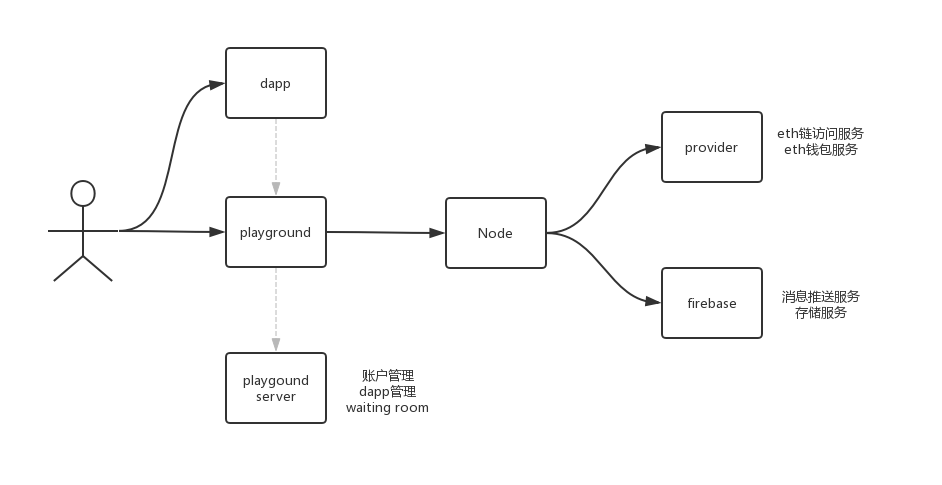 dapp
provider
eth链访问服务
eth钱包服务
playground
Node
firebase
消息推送服务
存储服务
playgound
server
账户管理
dapp管理
waiting room